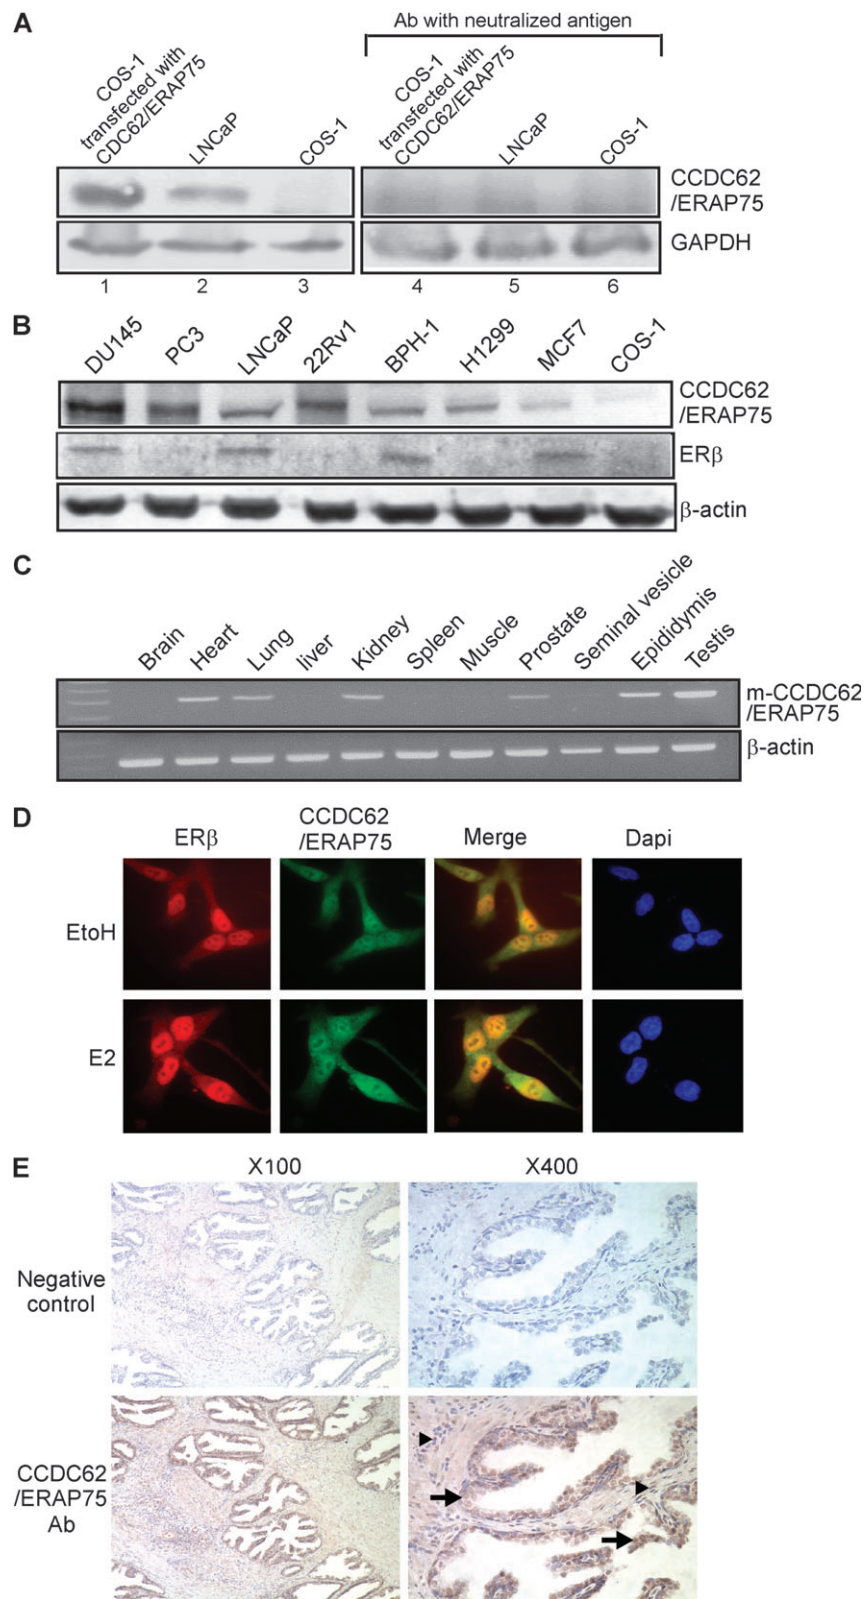 A
Ab with neutralized antigen
COS-1
transfected with
CDC62/ERAP75
LNCaP
COS-1
COS-1
transfected with
CCDC62/ERAP75
LNCaP
COS-1
CCDC62
/ERAP75
GAPDH
1 2 3 4 5 6
B
DU145 PC3 LNCaP 22Rv1 BPH-1 H1299 MCF7 COS-1
CCDC62
/ERAP75
ERβ
β-actin
C
Brain Heart Lung liver Kidney Spleen Muscle Prostate Seminal vesicle Epididymis Testis
m-CCDC62
/ERAP75
β-actin
D
ERβ
CCDC62
/ERAP75
Merge
Dapi
EtoH
E2
E
X100 X400
Negative
control
CCDC62
/ERAP75
Ab